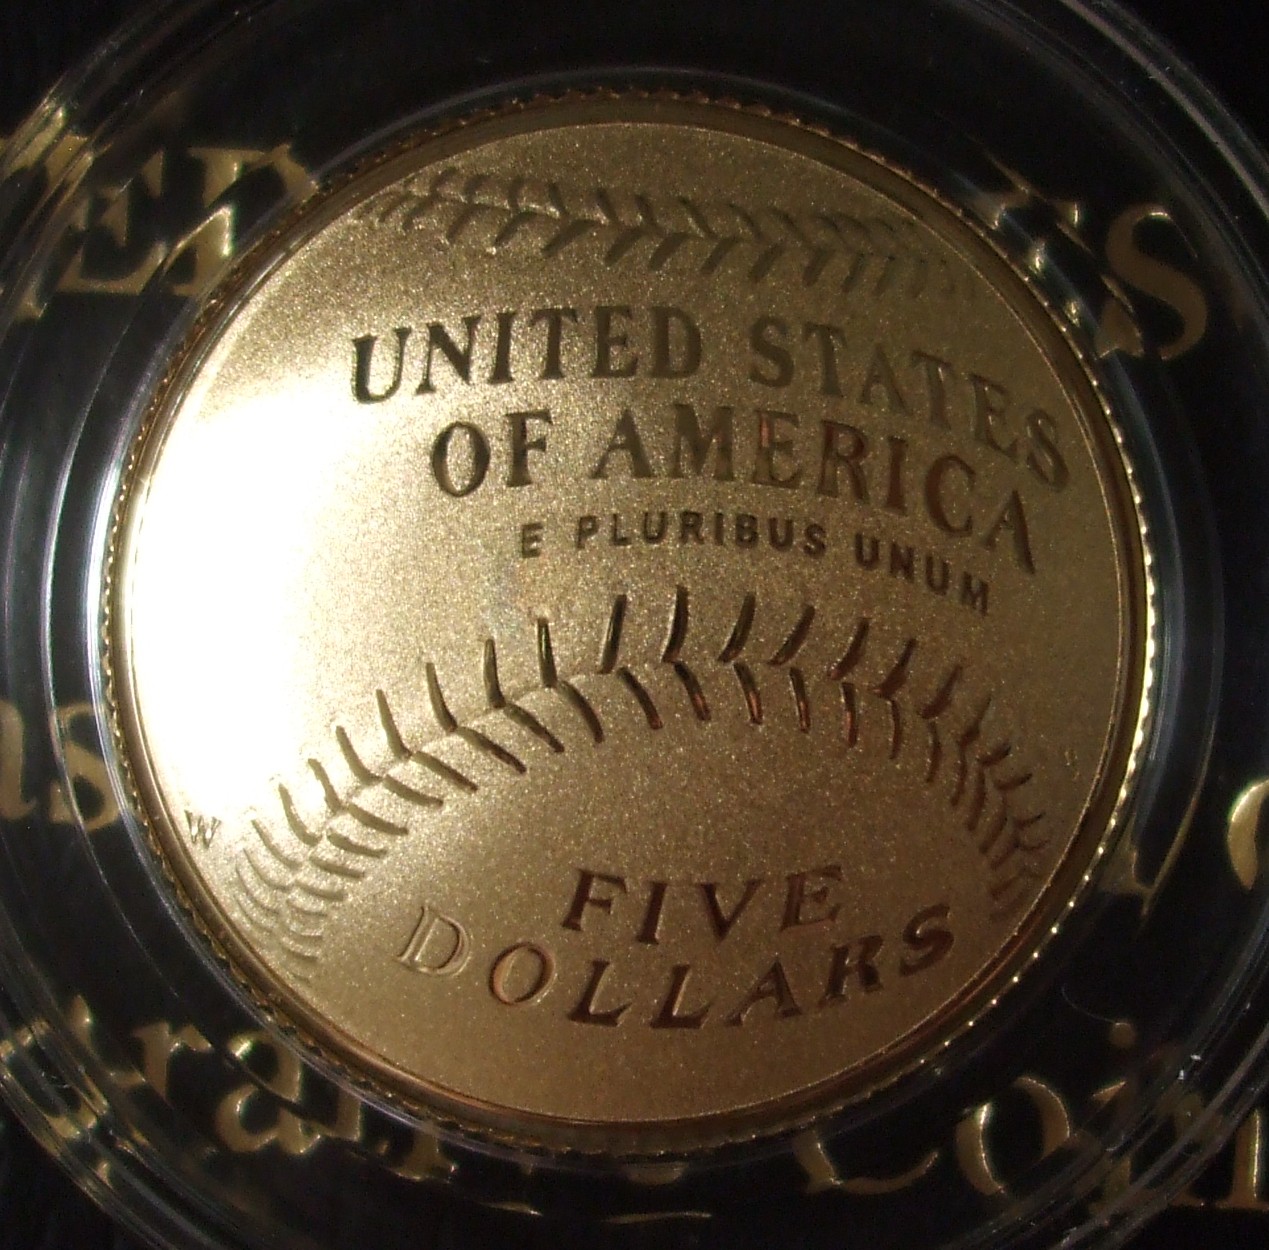 UNITED STATES
OF AMERICA
E PLURIBUS UNUM
W
FIVE
DOLLARS